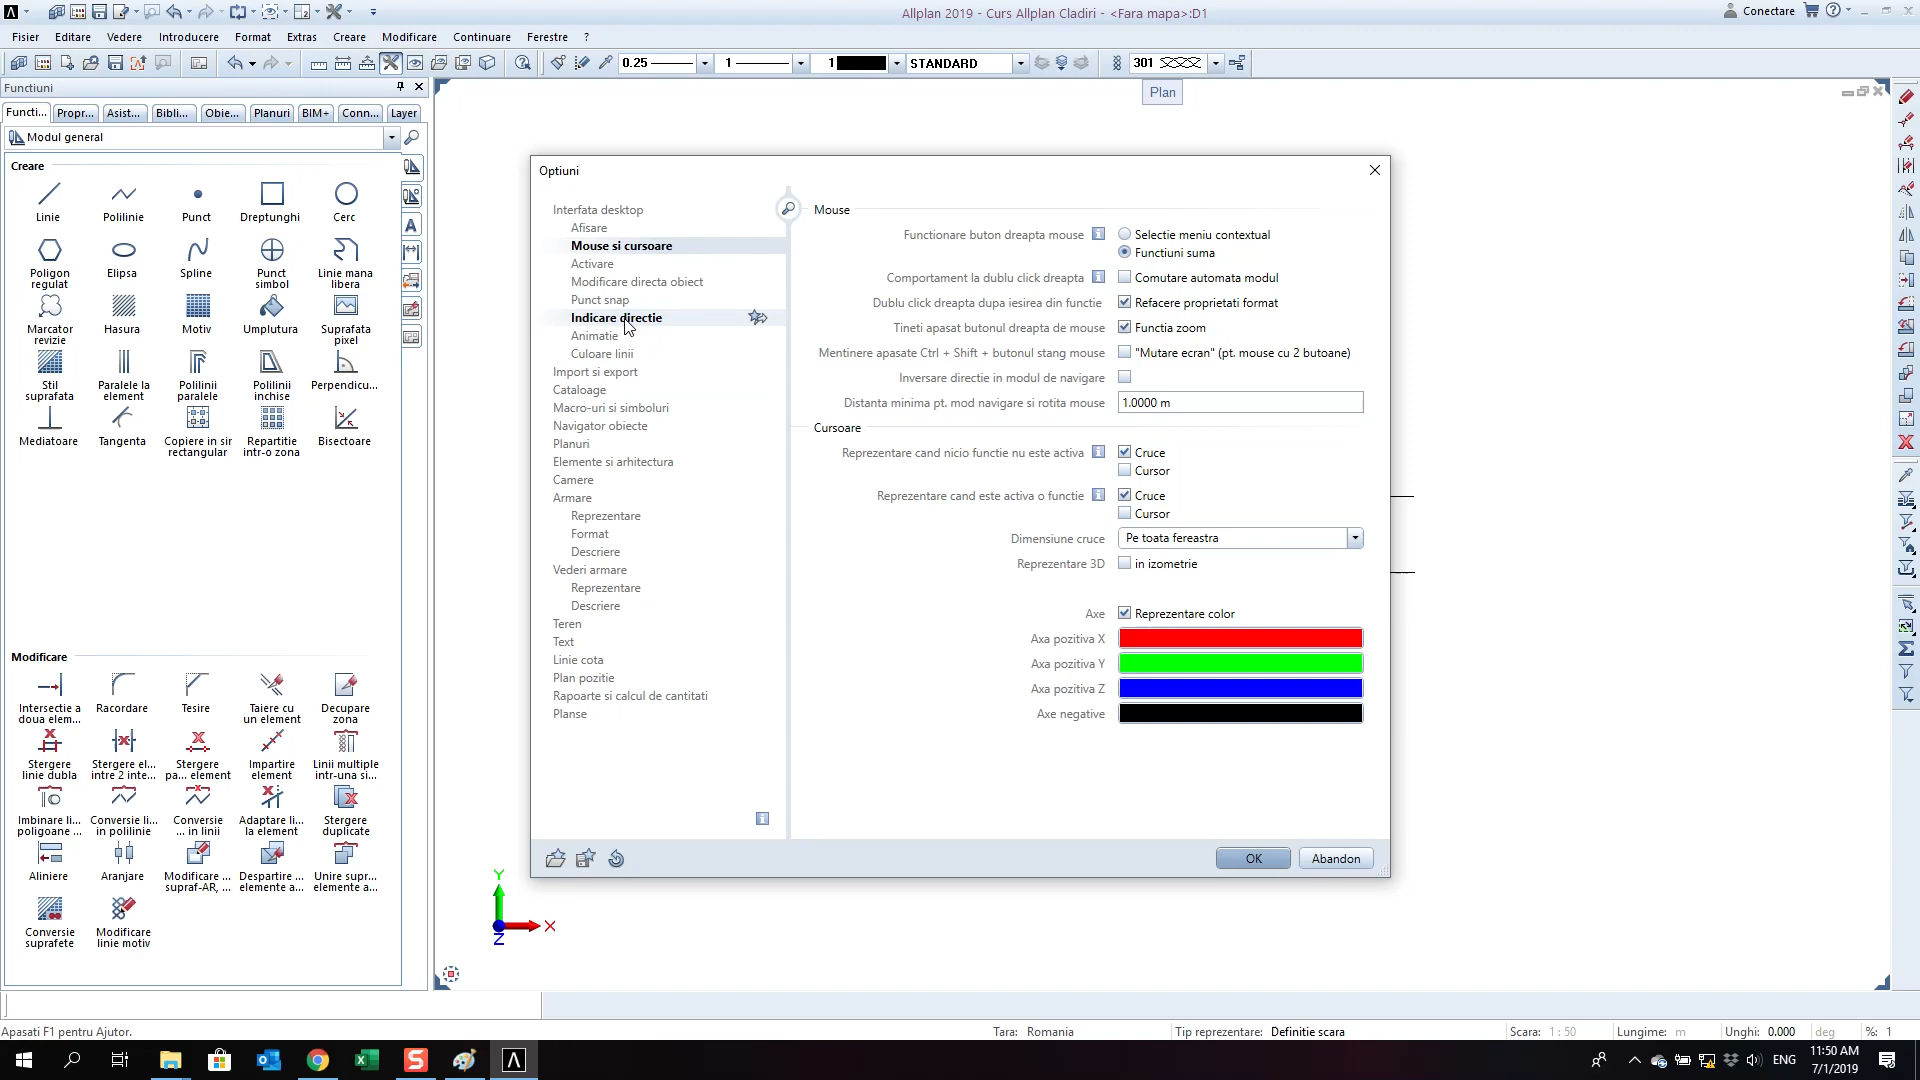 Allplan 2019 - Curs Allplan Cladiri - <Fara mapa>:D1
Conectare
Fisier Editare Vedere Introducere Format Extras Creare Modificare Continuare Ferestre ?
0.25 1 1 STANDARD 301
Functiuni
Functi... Propr... Asist... Bibli... Obie... Planuri BIM+ Conn... Layer
Modul general
Plan
Creare
Linie Polilinie Punct Dreptunghi Cerc
Poligon regulat Elipsa Spline Punct simbol Linie mana libera
Marcator revizie Hasura Motiv Umplutura Suprafata pixel
Stil suprafata Paralele la element Polilinii paralele Polilinii inchise Perpendicu...
Mediatoare Tangenta Copiere in sir rectangular Repartitie intr-o zona Bisectoare
Modificare
Intersectie a doua elem... Racordare Tesire Taiere cu un element Decupare zona
Stergere linie dubla Stergere el... intre 2 inte... Stergere pa... element Impartire element Linii multiple intr-una si...
Imbinare li... poligoane ... Conversie li... in polilinie Conversie ... in linii Adaptare li... la element Stergere duplicate
Aliniere Aranjare Modificare ... supraf-AR, ... Despartire ... elemente a... Unire supr... elemente a...
Conversie suprafete Modificare linie motiv
Optiuni
Interfata desktop
Afisare
Mouse si cursoare
Activare
Modificare directa obiect
Punct snap
Indicare directie
Animatie
Culoare linii
Import si export
Cataloage
Macro-uri si simboluri
Navigator obiecte
Planuri
Elemente si arhitectura
Camere
Armare
Reprezentare
Format
Descriere
Vederi armare
Reprezentare
Descriere
Teren
Text
Linie cota
Plan pozitie
Rapoarte si calcul de cantitati
Planse
Mouse
Functionare buton dreapta mouse Selectie meniu contextual
Functiuni suma
Comportament la dublu click dreapta Comutare automata modul
Dublu click dreapta dupa iesirea din functie Refacere proprietati format
Tineti apasat butonul dreapta de mouse Functia zoom
Mentinere apasate Ctrl + Shift + butonul stang mouse "Mutare ecran" (pt. mouse cu 2 butoane)
Inversare directie in modul de navigare
Distanta minima pt. mod navigare si rotita mouse 1.0000 m
Cursoare
Reprezentare cand nicio functie nu este activa Cruce
Cursor
Reprezentare cand este activa o functie Cruce
Cursor
Dimensiune cruce Pe toata fereastra
Reprezentare 3D in izometrie
Axe Reprezentare color
Axa pozitiva X
Axa pozitiva Y
Axa pozitiva Z
Axe negative
OK Abandon
Y
X
Z
Apasati F1 pentru Ajutor.
Tara: Romania Tip reprezentare: Definitie scara Scara: 1 : 50 Lungime: m Unghi: 0.000 deg %: 1
ENG
11:50 AM
7/1/2019